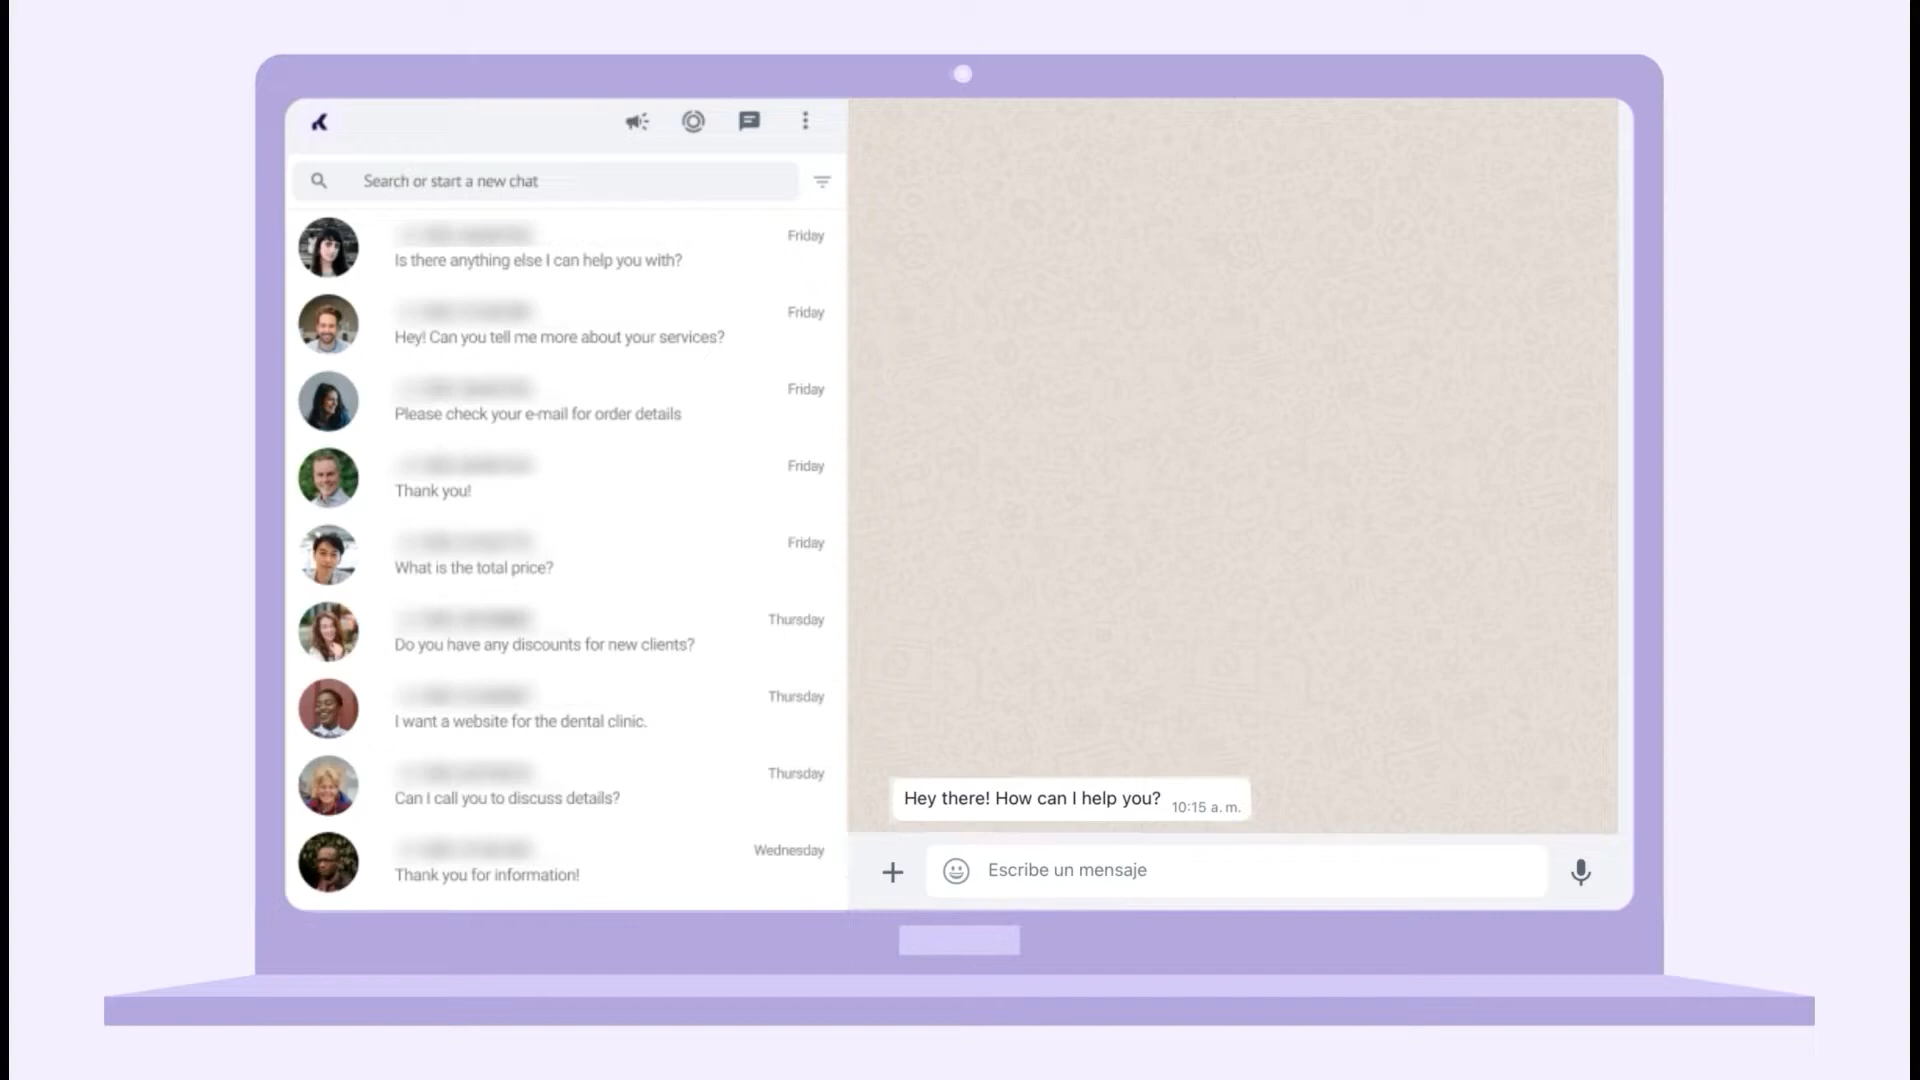 Search or start a new chat
Friday
Is there anything else I can help you with?
Friday
Hey! Can you tell me more about your services?
Friday
Please check your e-mail for order details
Friday
Thank you!
Friday
What is the total price?
Thursday
Do you have any discounts for new clients?
Thursday
I want a website for the dental clinic.
Thursday
Can I call you to discuss details?
Wednesday
Thank you for information!
Hey there! How can I help you? 10:15 a. m.
Escribe un mensaje